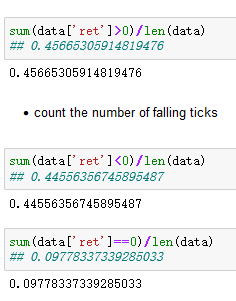 sum(data['ret']>0)/len(data)
## 0.45665305914819476
0.45665305914819476
• count the number of falling ticks
sum(data['ret']<0)/len(data)
## 0.44556356745895487
0.44556356745895487
sum(data['ret']==0)/len(data)
## 0.09778337339285033
0.09778337339285033